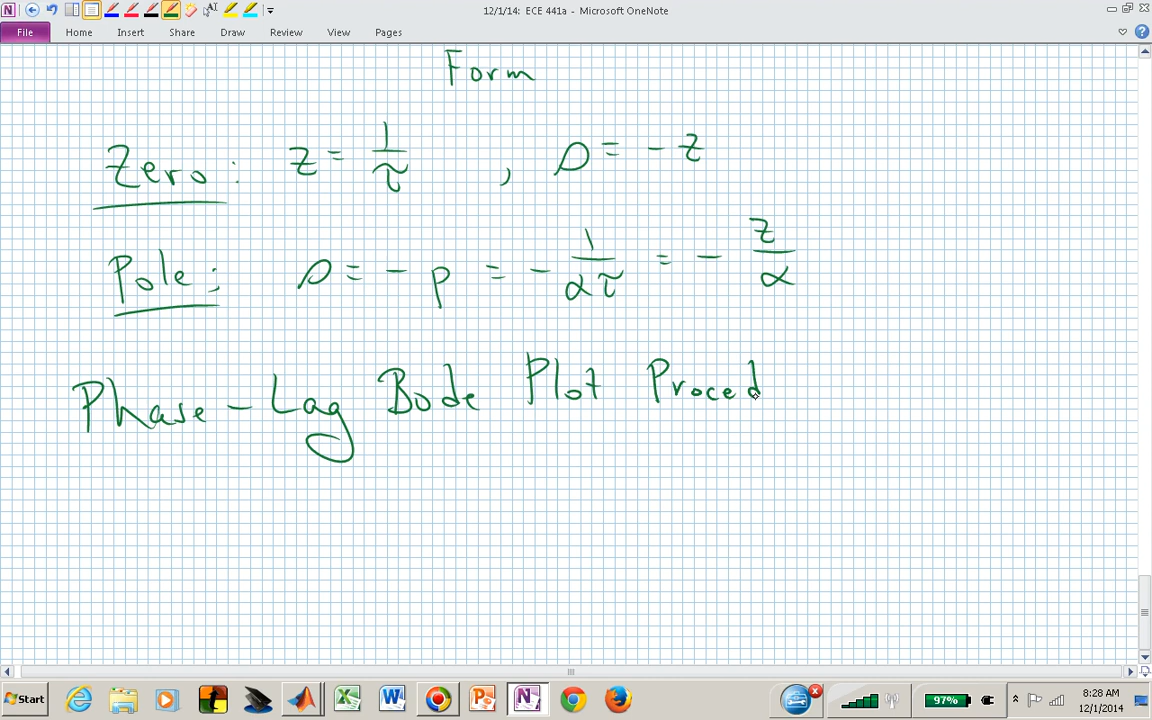 12/1/14: ECE 441a - Microsoft OneNote
File Home Insert Share Draw Review View Pages
Form
Zero: z = 1/τ , s = - z
Pole: s = - p = - 1/ατ = - z/α
Phase - Lag Bode Plot Proced
Start
97%
8:28 AM
12/1/2014